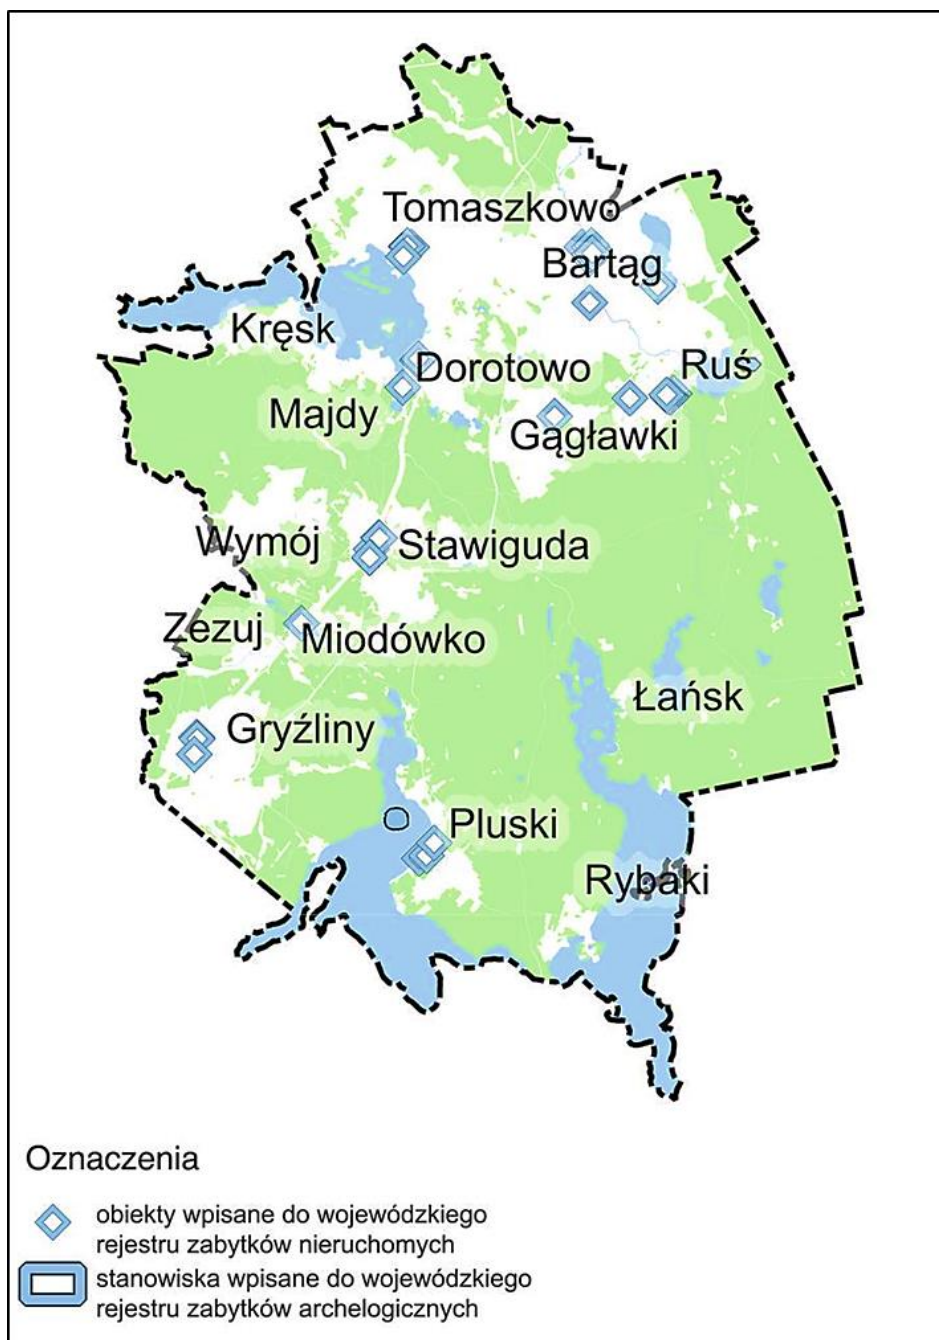 Tomaszkowo
Bartąg
Kręsk
Dorotowo
Ruś
Majdy
Gągławki
Wymój
Stawiguda
Zezuj
Miodówko
Łańsk
Gryźliny
Pluski
Rybaki
Oznaczenia
obiekty wpisane do wojewódzkiego
rejestru zabytków nieruchomych
stanowiska wpisane do wojewódzkiego
rejestru zabytków archelogicznych